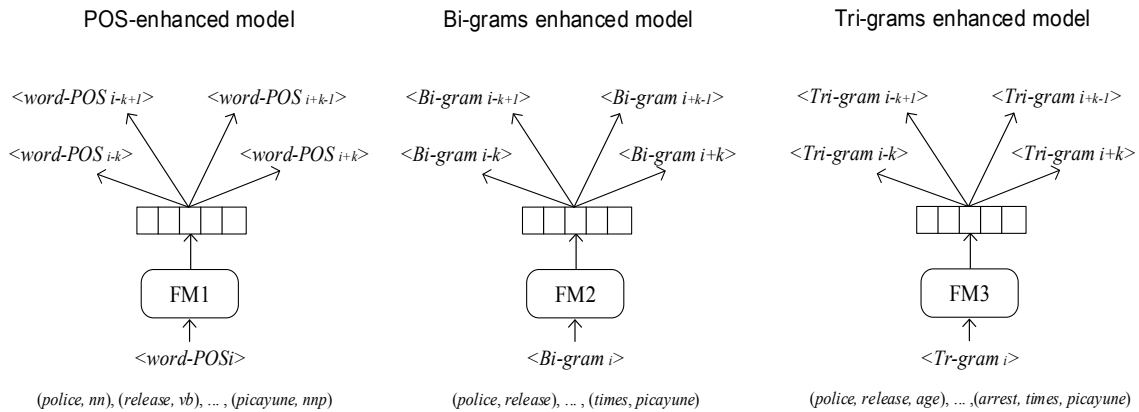 POS-enhanced model
<word-POS i-k+1> <word-POS i+k-1>
<word-POS i-k> <word-POS i+k>
FM1
<word-POSi>
(police, nn), (release, vb), ... , (picayune, nnp)
Bi-grams enhanced model
<Bi-gram i-k+1> <Bi-gram i+k-1>
<Bi-gram i-k> <Bi-gram i+k>
FM2
<Bi-gram i>
(police, release), ... , (times, picayune)
Tri-grams enhanced model
<Tri-gram i-k+1> <Tri-gram i+k-1>
<Tri-gram i-k> <Tri-gram i+k>
FM3
<Tr-gram i>
(police, release, age), ... ,(arrest, times, picayune)